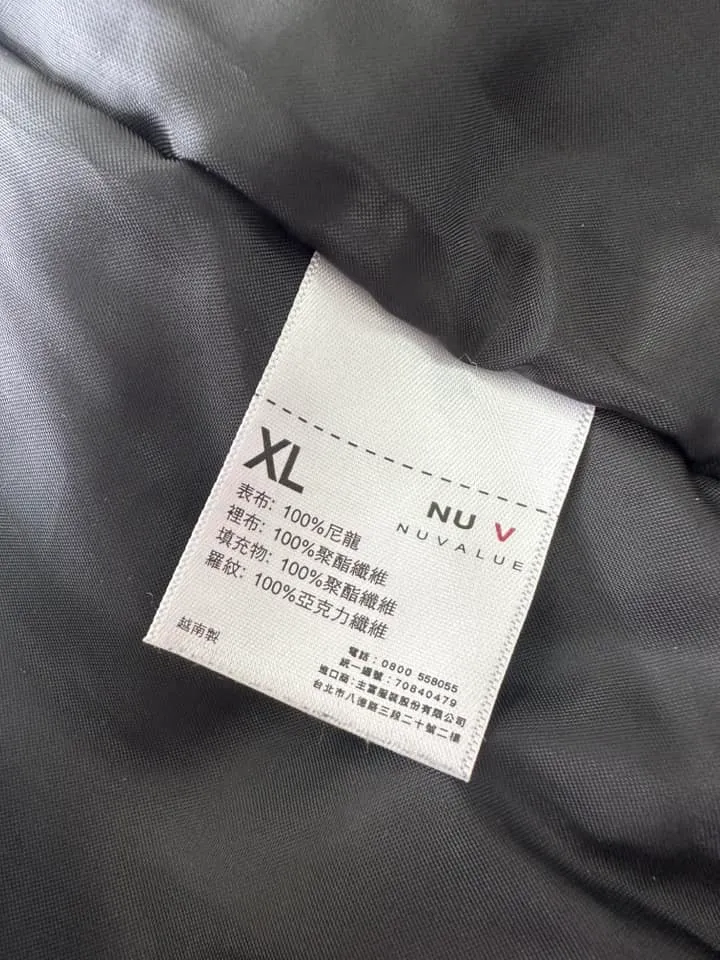 XL
NU V
NUVALUE
表布: 100%尼龍
裡布: 100%聚酯纖維
填充物: 100%聚酯纖維
羅紋: 100%亞克力纖維
越南製
電話：0800 558055
統一編號：70840479
進口商：主富服裝股份有限公司
台北市八德路三段二十號二樓